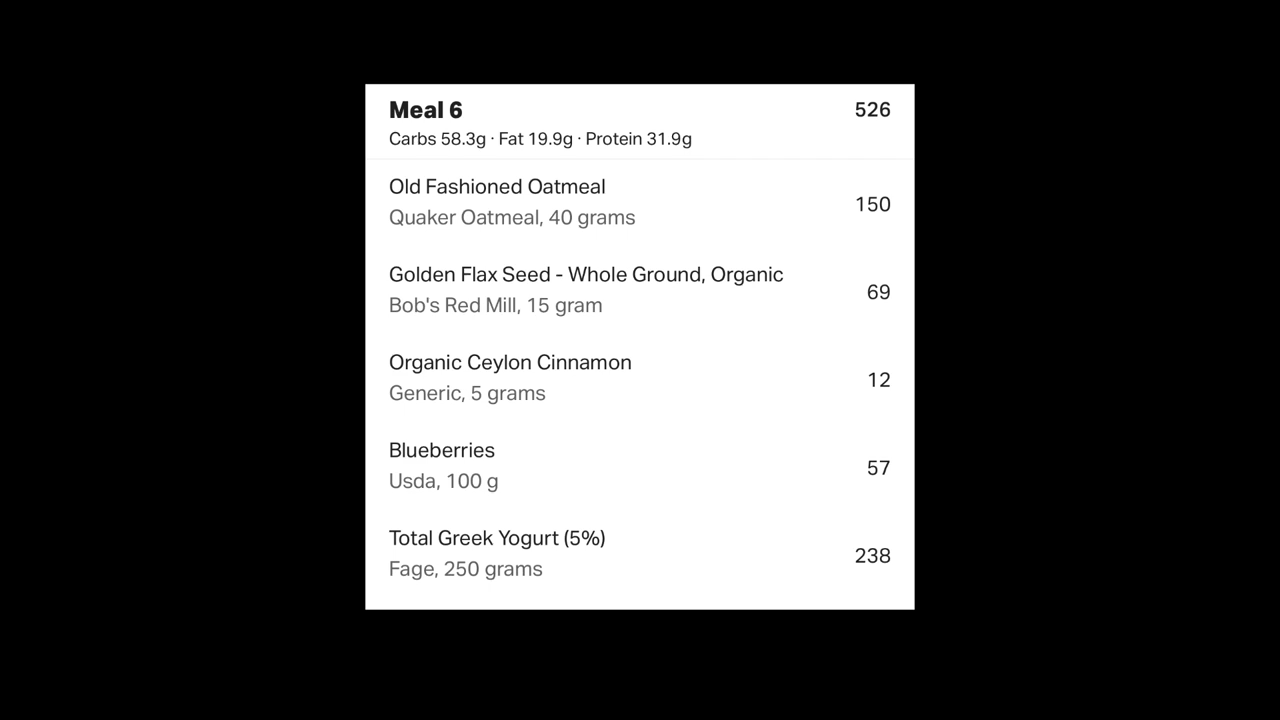 Meal 6 526
Carbs 58.3g · Fat 19.9g · Protein 31.9g
Old Fashioned Oatmeal
Quaker Oatmeal, 40 grams
150
Golden Flax Seed - Whole Ground, Organic
Bob's Red Mill, 15 gram
69
Organic Ceylon Cinnamon
Generic, 5 grams
12
Blueberries
Usda, 100 g
57
Total Greek Yogurt (5%)
Fage, 250 grams
238